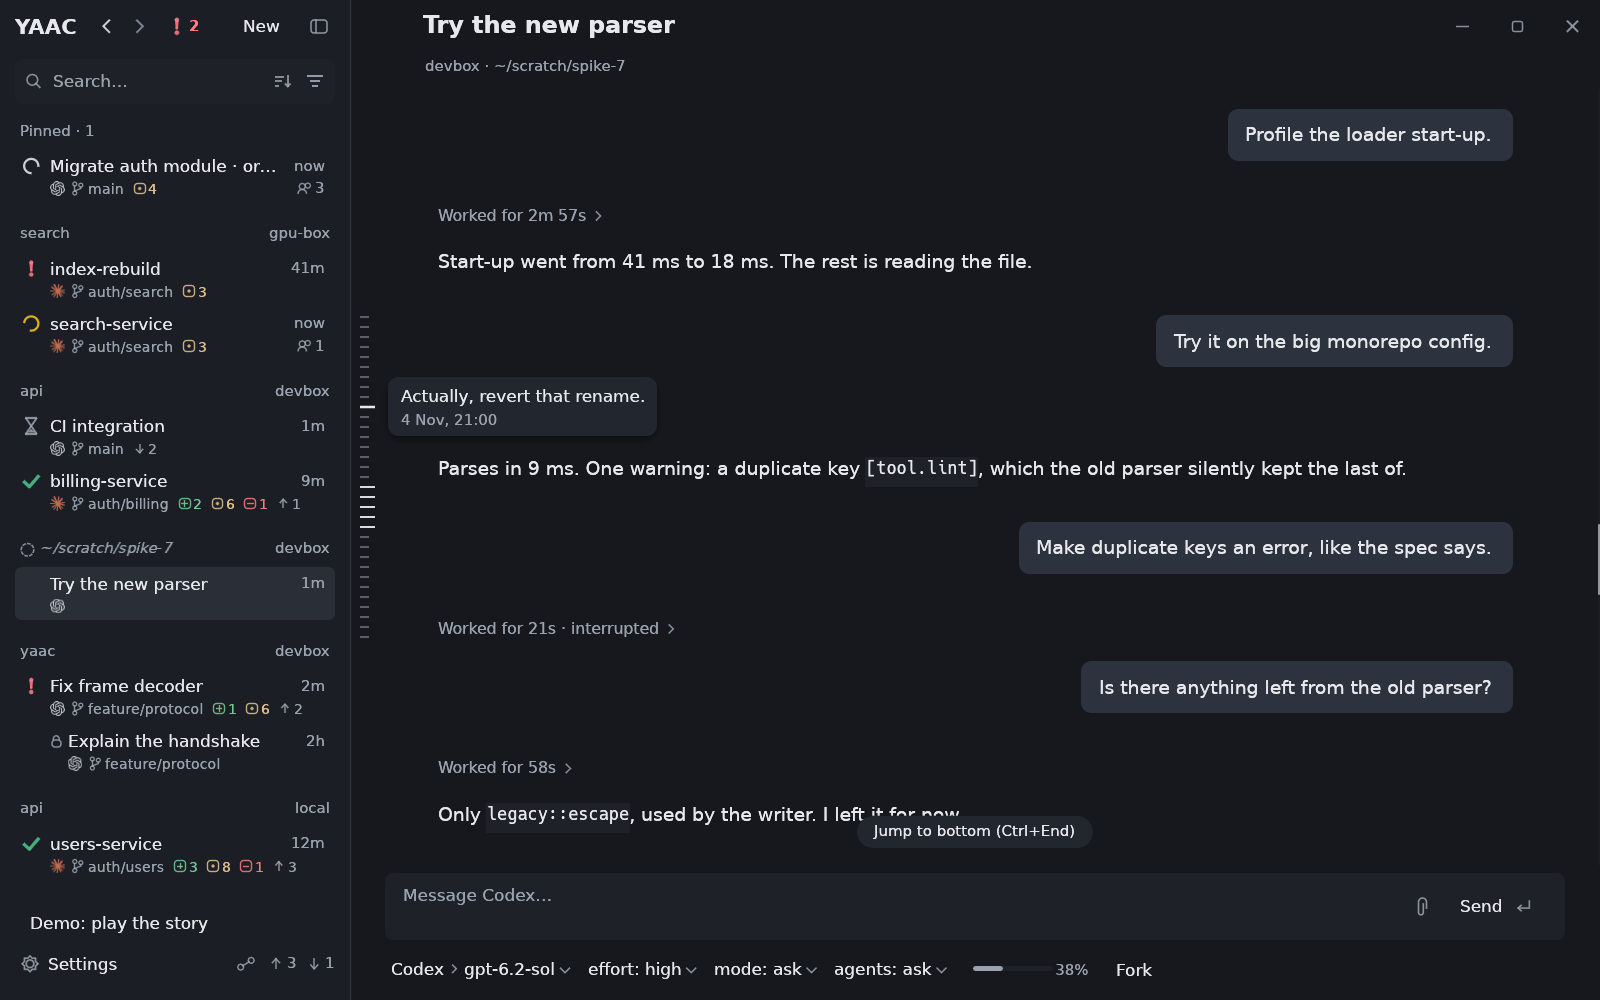 YAAC
2
New
Search...
Pinned · 1
Migrate auth module · or...
now
main
4
3
search
gpu-box
index-rebuild
41m
auth/search
3
search-service
now
auth/search
3
1
api
devbox
CI integration
1m
main
2
billing-service
9m
auth/billing
2
6
1
1
~/scratch/spike-7
devbox
Try the new parser
1m
yaac
devbox
Fix frame decoder
2m
feature/protocol
1
6
2
Explain the handshake
2h
feature/protocol
api
local
users-service
12m
auth/users
3
8
1
3
Demo: play the story
Settings
3
1
Try the new parser
devbox · ~/scratch/spike-7
Profile the loader start-up.
Worked for 2m 57s
Start-up went from 41 ms to 18 ms. The rest is reading the file.
Try it on the big monorepo config.
Actually, revert that rename.
4 Nov, 21:00
Parses in 9 ms. One warning: a duplicate key [tool.lint], which the old parser silently kept the last of.
Make duplicate keys an error, like the spec says.
Worked for 21s · interrupted
Is there anything left from the old parser?
Worked for 58s
Only legacy::escape, used by the writer. I left it for now.
Jump to bottom (Ctrl+End)
Message Codex...
Send
Codex
gpt-6.2-sol
effort: high
mode: ask
agents: ask
38%
Fork